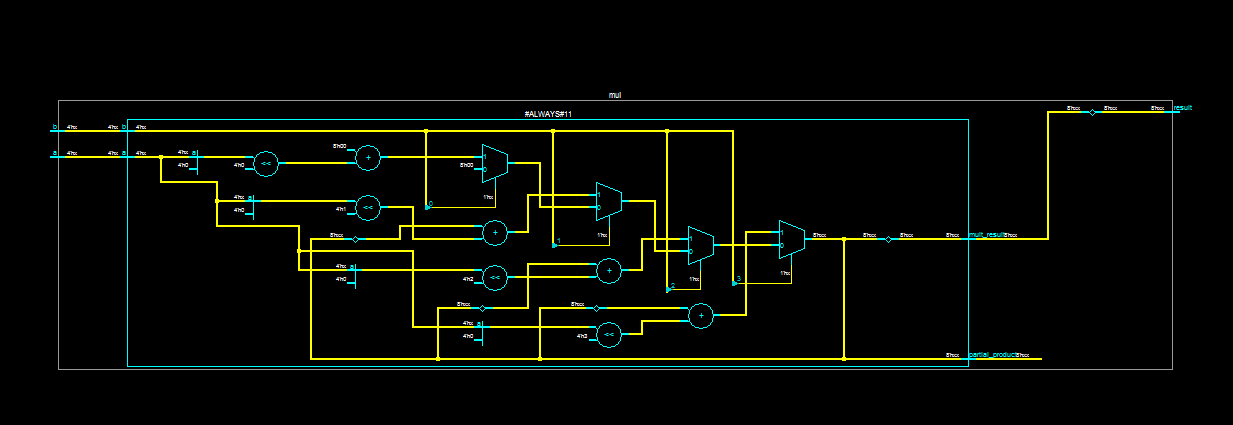 mul
#ALWAYS#11
8'hxx 8'hxx 8'hxx result
b 4'hx 4'hx b 4'hx
a 4'hx 4'hx a 4'hx
4'hx a
4'h0
4'h0
<<
8'h00
+
1
8'h00 0
1'hx
0
4'hx a
4'h0
4'h1
<<
8'hxx
+
1
0
1'hx
1
4'hx a
4'h0
4'h2
<<
+
1
0
1'hx
2
8'hxx
8'hxx
4'hx a
4'h0
<<
+
1
0
1'hx
3
8'hxx
8'hxx 8'hxx
8'hxx mult_result 8'hxx
8'hxx partial_product 8'hxx